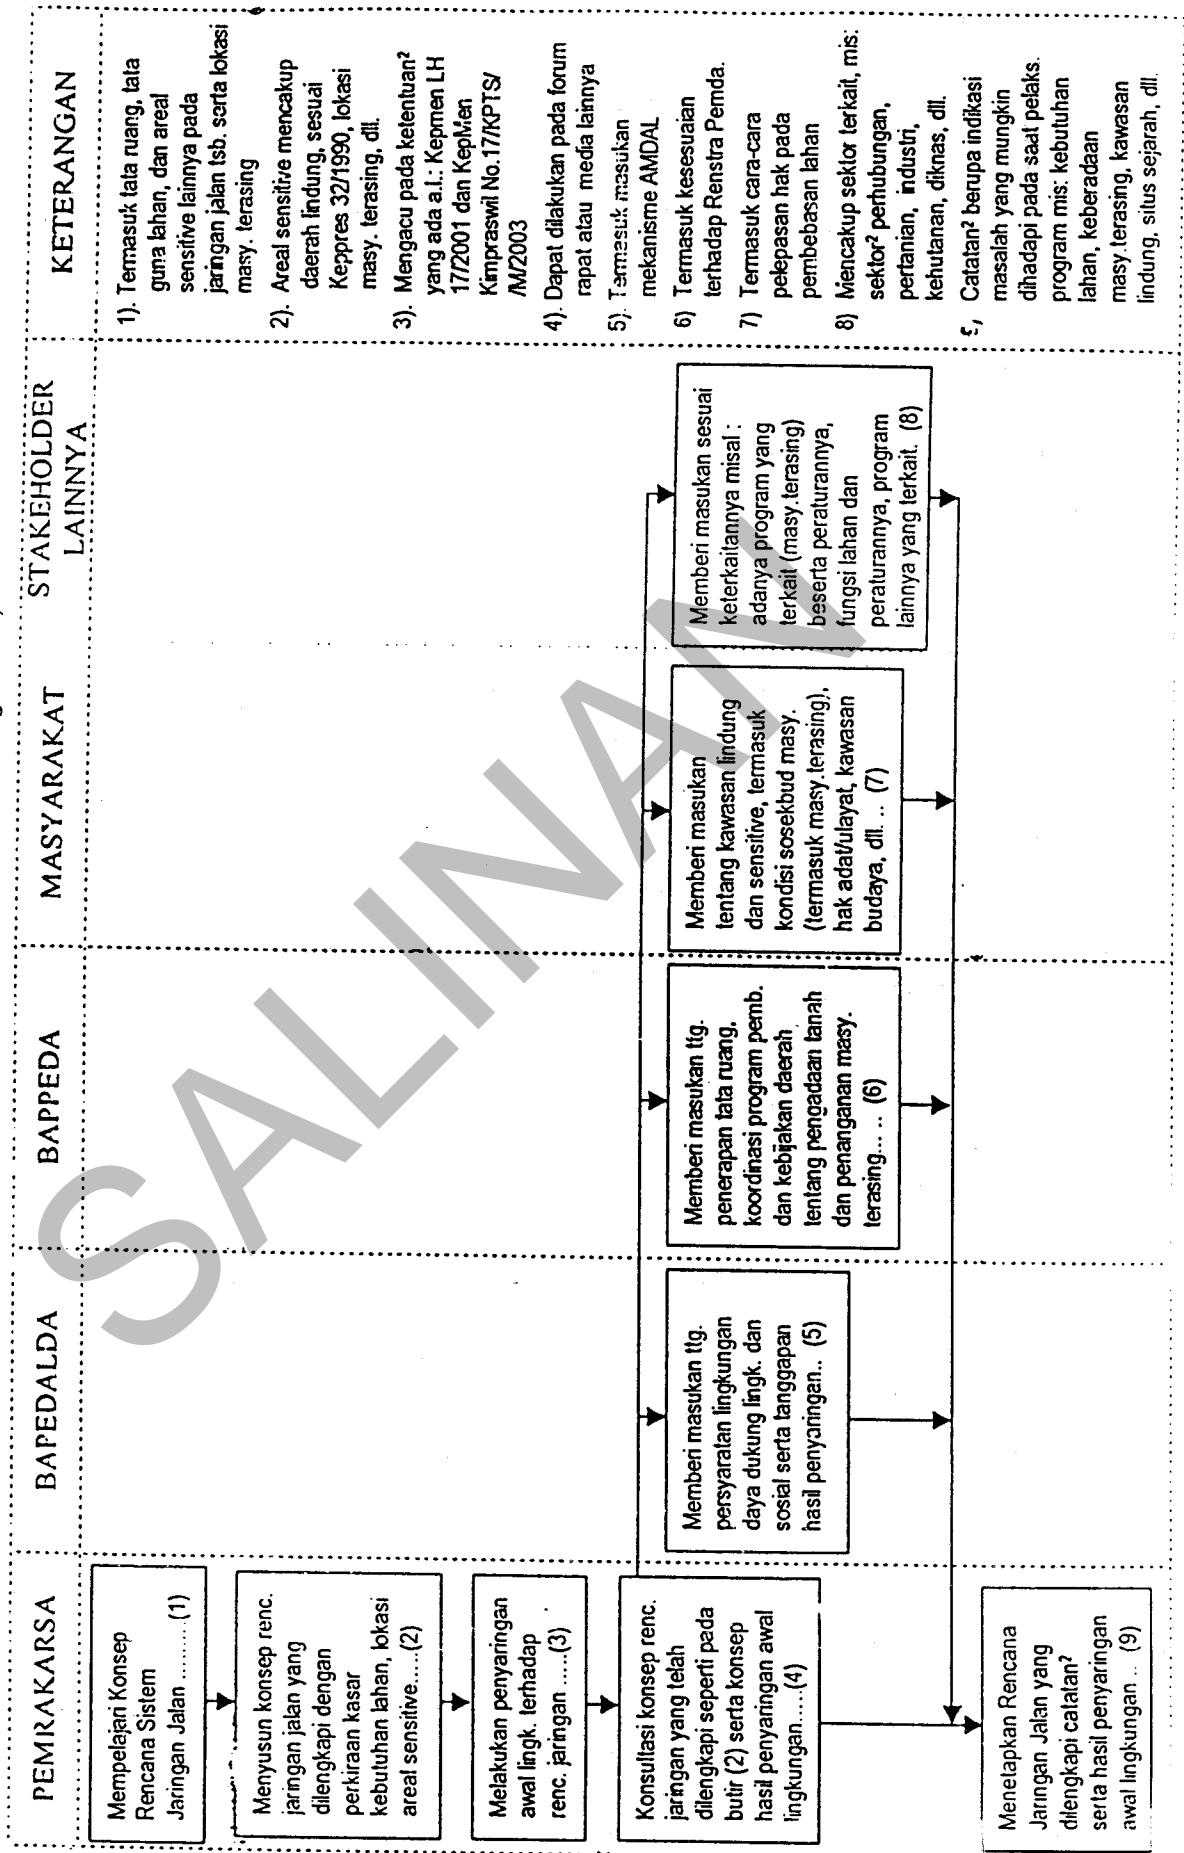 PEMRAKARSA
BAPEDALDA
BAPPEDA
MASYARAKAT
STAKEHOLDER
LAINNYA
KETERANGAN
Mempelajari Konsep
Rencana Sistem
Jaringan Jalan..........(1)
Menyusun konsep renc.
jaringan jalan yang
dilengkapi dengan
perkiraan kasar
kebutuhan lahan, lokasi
areal sensitive.....(2)
Melakukan penyaringan
awal lingk. terhadap
renc. jaringan .....(3)
Konsultasi konsep renc.
jaringan yang telah
dilengkapi seperti pada
butir (2) serta konsep
hasil penyaringan awal
lingkungan.....(4)
Memberi masukan ttg.
persyaratan lingkungan
daya dukung lingk. dan
sosial serta tanggapan
hasil penyaringan.. (5)
Memberi masukan ttg.
penerapan tata ruang,
koordinasi program pemb.
dan kebijakan daerah
tentang pengadaan tanah
dan penanganan masy.
terasing... .. (6)
Memberi masukan
tentang kawasan lindung
dan sensitive, termasuk
kondisi sosekbud masy.
(termasuk masy.terasing),
hak adat/ulayat, kawasan
budaya, dll. .. (7)
Memberi masukan sesuai
keterkaitannya misal :
adanya program yang
terkait (masy.terasing)
beserta peraturannya,
fungsi lahan dan
peraturannya, program
lainnya yang terkait. (8)
Menetapkan Rencana
Jaringan Jalan yang
dilengkapi catatan²
serta hasil penyaringan
awal lingkungan .. (9)
1). Termasuk tata ruang, tata
guna lahan, dan areal
sensitive lainnya pada
jaringan jalan tsb. serta lokasi
masy. terasing
2). Areal sensitive mencakup
daerah lindung, sesuai
Keppres 32/1990, lokasi
masy. terasing, dll.
3). Mengacu pada ketentuan²
yang ada a.l.: Kepmen LH
17/2001 dan KepMen
Kimpraswil No.17/KPTS/
/M/2003
4). Dapat dilakukan pada forum
rapat atau media lainnya
5). Termasuk masukan
mekanisme AMDAL
6) Termasuk kesesuaian
terhadap Renstra Pemda.
7) Termasuk cara-cara
pelepasan hak pada
pembebasan lahan
8) Mencakup sektor terkait, mis:
sektor² perhubungan,
pertanian, industri,
kehutanan, diknas, dll.
9) Catatan² berupa indikasi
masalah yang mungkin
dihadapi pada saat pelaks.
program mis: kebutuhan
lahan, keberadaan
masy.terasing, kawasan
lindung, situs sejarah, dll.
SALINAN